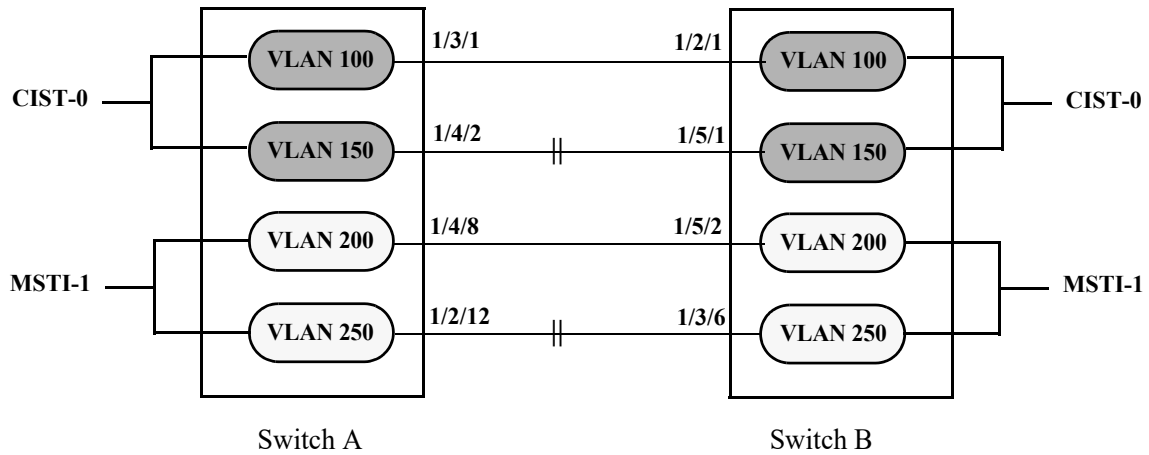 1/3/1 1/2/1
VLAN 100 VLAN 100
CIST-0 CIST-0
1/4/2 1/5/1
VLAN 150 VLAN 150
1/4/8 1/5/2
VLAN 200 VLAN 200
MSTI-1 MSTI-1
1/2/12 1/3/6
VLAN 250 VLAN 250
Switch A Switch B